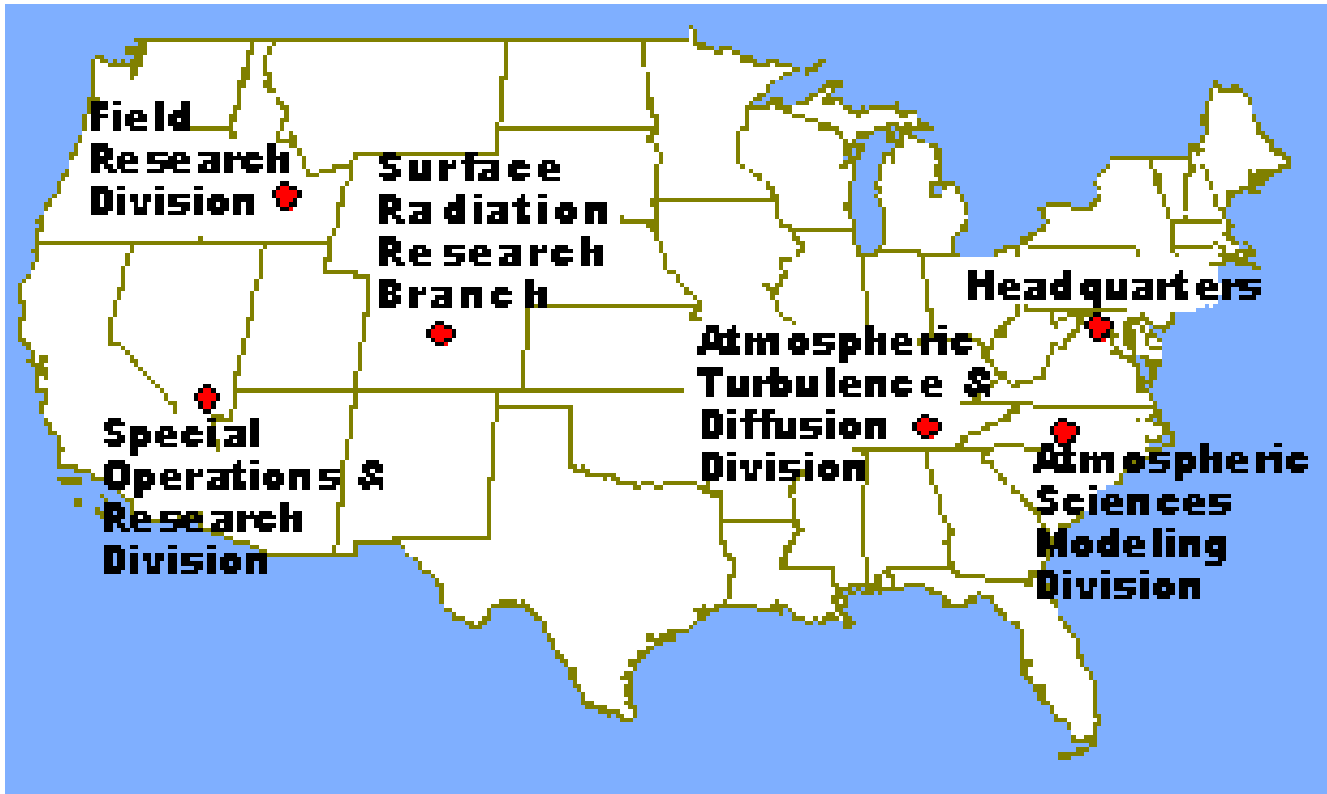 Field
Research
Division
Surface
Radiation
Research
Branch
Headquarters
Atmospheric
Turbulence &
Diffusion
Division
Special
Operations &
Research
Division
Atmospheric
Sciences
Modeling
Division